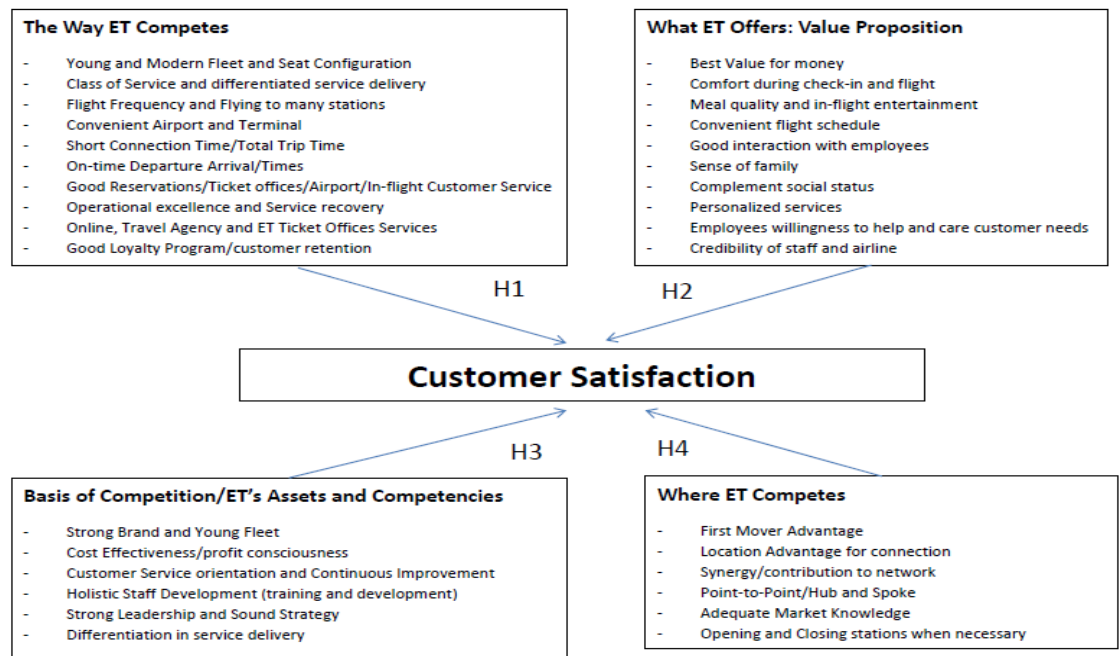 The Way ET Competes
- Young and Modern Fleet and Seat Configuration
- Class of Service and differentiated service delivery
- Flight Frequency and Flying to many stations
- Convenient Airport and Terminal
- Short Connection Time/Total Trip Time
- On-time Departure Arrival/Times
- Good Reservations/Ticket offices/Airport/In-flight Customer Service
- Operational excellence and Service recovery
- Online, Travel Agency and ET Ticket Offices Services
- Good Loyalty Program/customer retention
What ET Offers: Value Proposition
- Best Value for money
- Comfort during check-in and flight
- Meal quality and in-flight entertainment
- Convenient flight schedule
- Good interaction with employees
- Sense of family
- Complement social status
- Personalized services
- Employees willingness to help and care customer needs
- Credibility of staff and airline
H1
H2
Customer Satisfaction
H3
H4
Basis of Competition/ET's Assets and Competencies
- Strong Brand and Young Fleet
- Cost Effectiveness/profit consciousness
- Customer Service orientation and Continuous Improvement
- Holistic Staff Development (training and development)
- Strong Leadership and Sound Strategy
- Differentiation in service delivery
Where ET Competes
- First Mover Advantage
- Location Advantage for connection
- Synergy/contribution to network
- Point-to-Point/Hub and Spoke
- Adequate Market Knowledge
- Opening and Closing stations when necessary